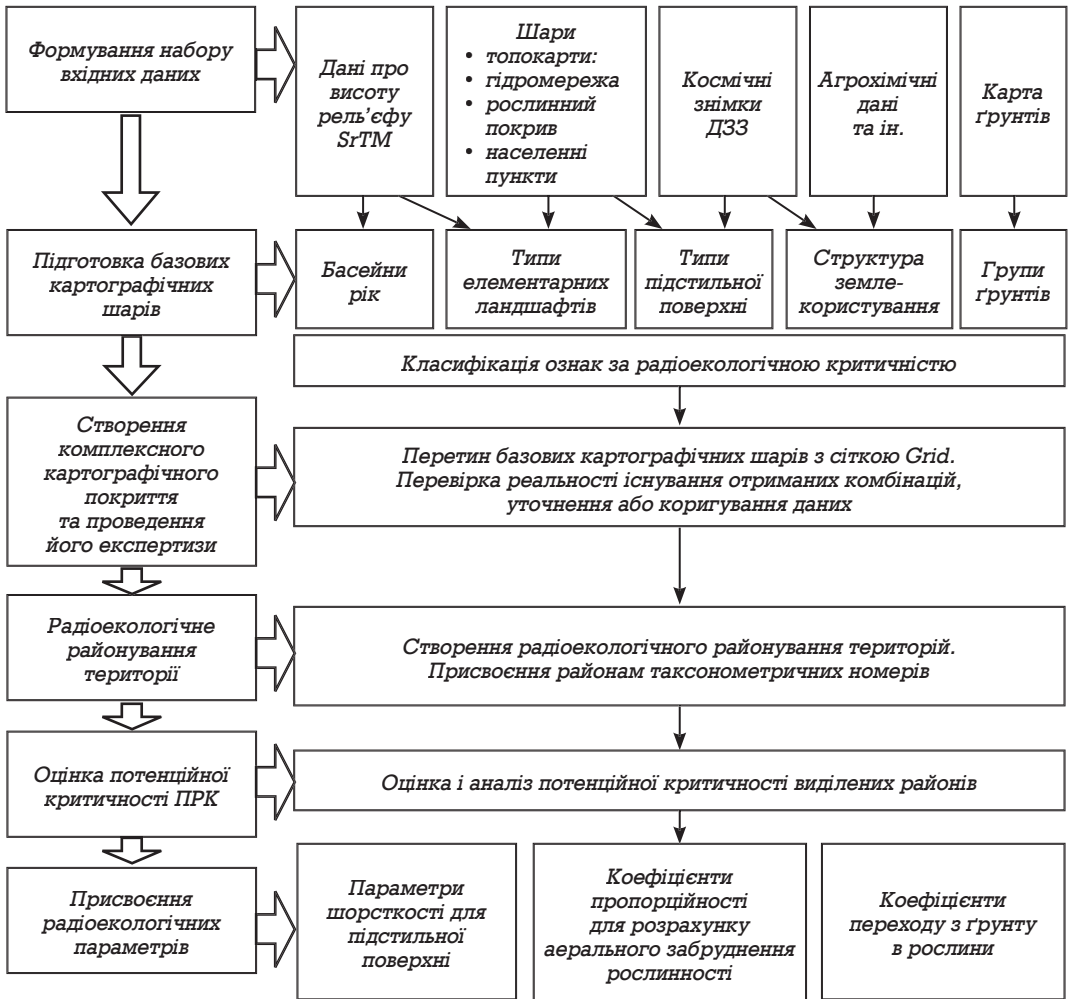 Формування набору
вхідних даних
Дані про
висоту
рель’єфу
SrTM
Шари
• топокарти:
• гідромережа
• рослинний
покрив
• населенні
пункти
Космічні
знімки
ДЗЗ
Агрохімічні
дані
та ін.
Карта
ґрунтів
Підготовка базових
картографічних
шарів
Басейни
рік
Типи
елементарних
ландшафтів
Типи
підстильної
поверхні
Структура
земле-
користування
Групи
ґрунтів
Класифікація ознак за радіоекологічною критичністю
Створення
комплексного
картографічного
покриття
та проведення
його експертизи
Перетин базових картографічних шарів з сіткою Grid.
Перевірка реальності існування отриманих комбінацій,
уточнення або коригування даних
Радіоекологічне
районування
території
Створення радіоекологічного районування територій.
Присвоєння районам таксонометричних номерів
Оцінка потенційної
критичності ПРК
Оцінка і аналіз потенційної критичності виділених районів
Присвоєння
радіоекологічних
параметрів
Параметри
шорсткості для
підстильної
поверхні
Коефіцієнти
пропорційності
для розрахунку
аерального забруднення
рослинності
Коефіцієнти
переходу з ґрунту
в рослини